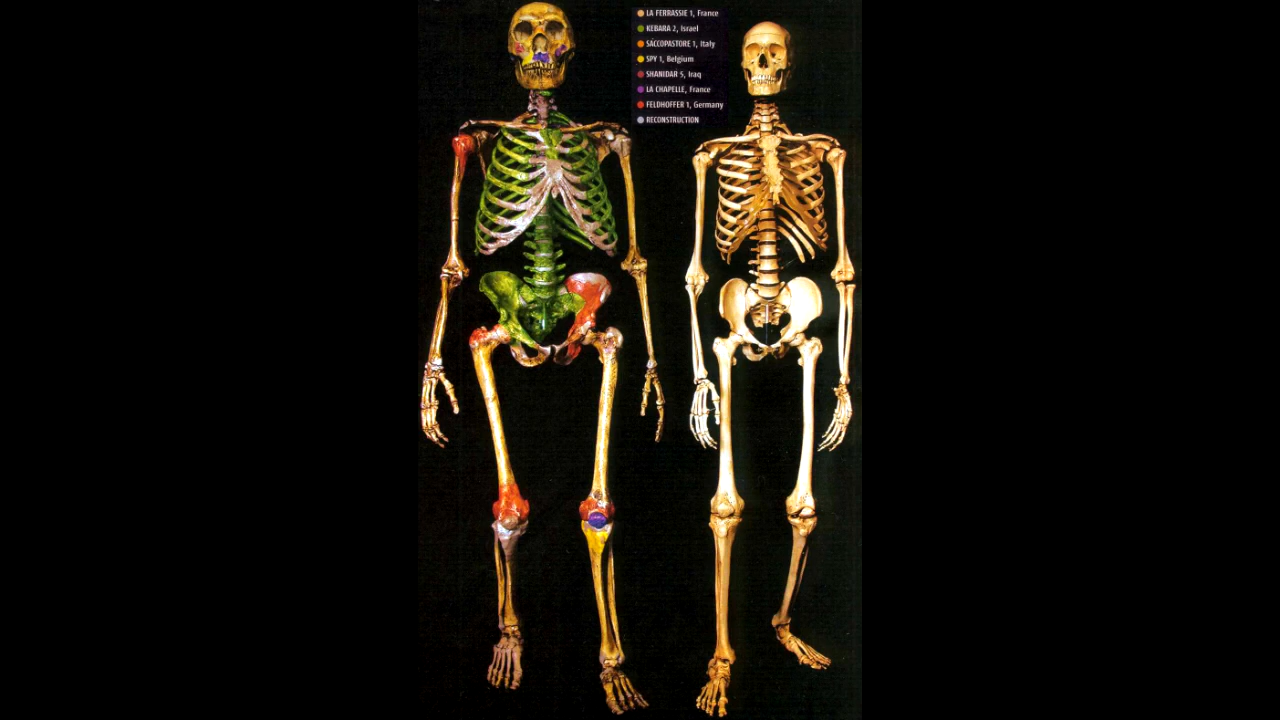 LA FERRASSIE 1, France
KEBARA 2, Israel
SACCOPASTORE 1, Italy
SPY 1, Belgium
SHANIDAR 5, Iraq
LA CHAPELLE, France
FELDHOFFER 1, Germany
RECONSTRUCTION